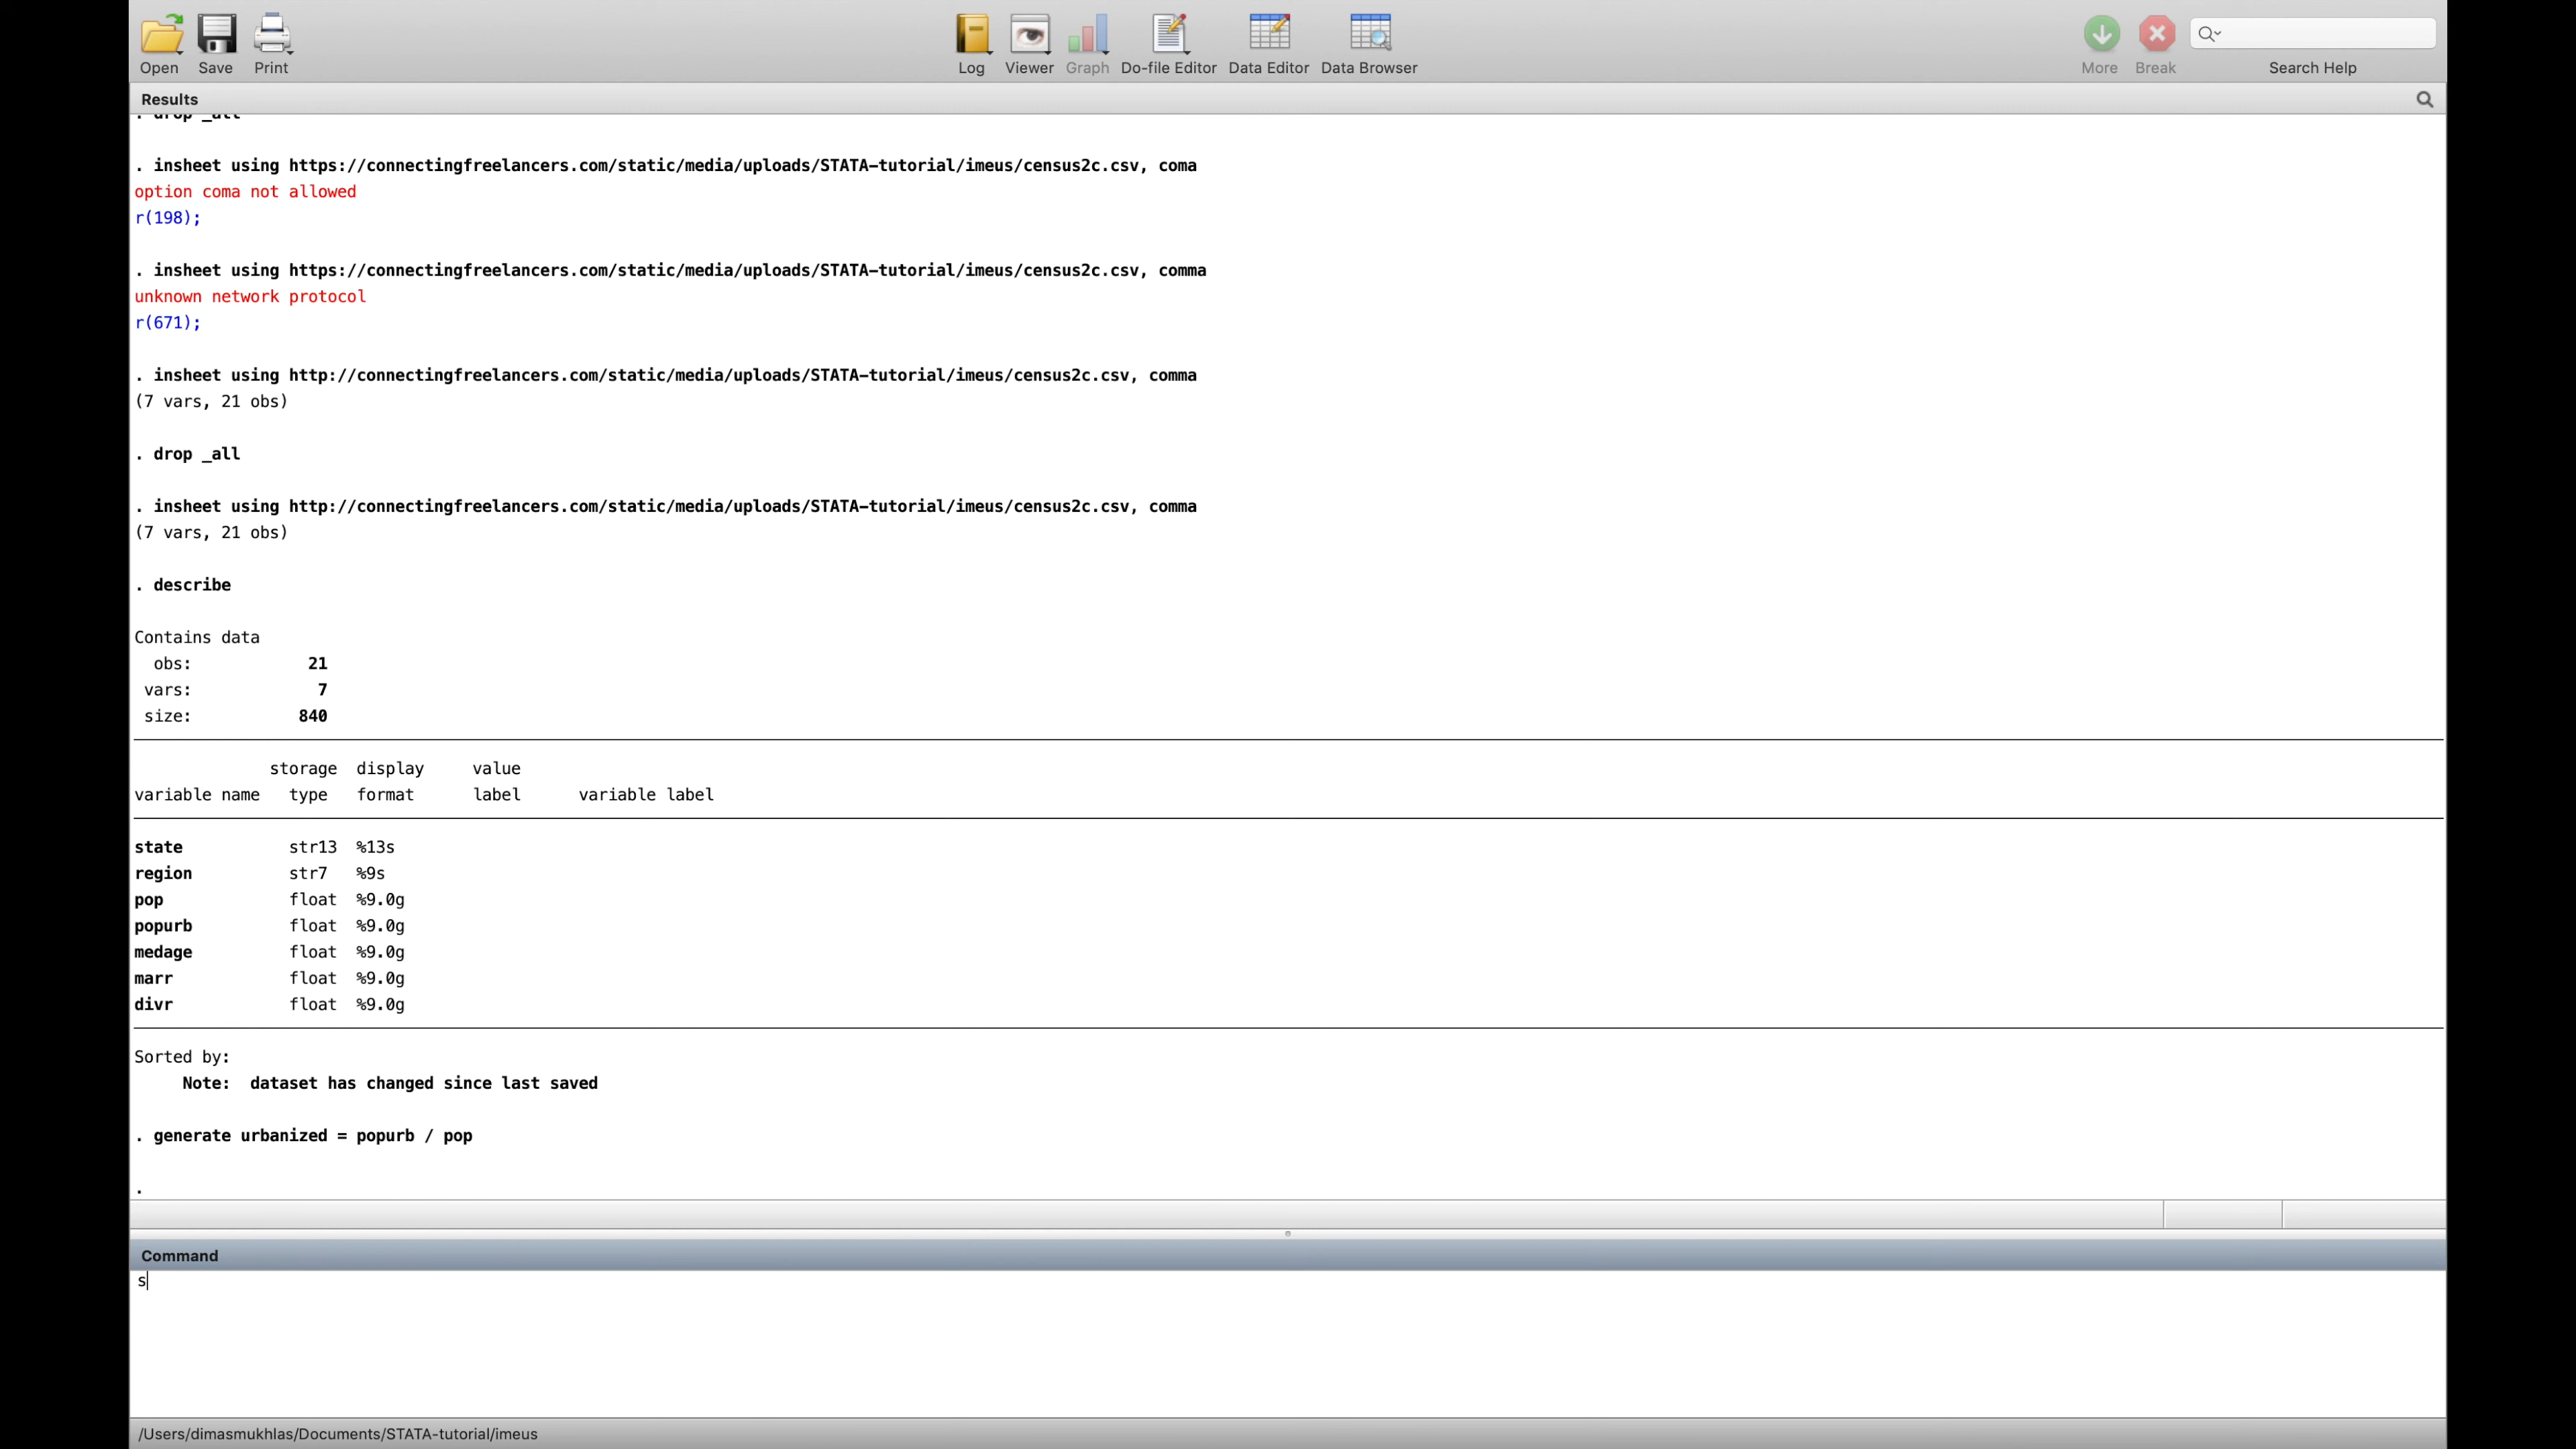 Open Save Print Log Viewer Graph Do-file Editor Data Editor Data Browser More Break Search Help
Results
. drop _all
. insheet using https://connectingfreelancers.com/static/media/uploads/STATA-tutorial/imeus/census2c.csv, coma
option coma not allowed
r(198);
. insheet using https://connectingfreelancers.com/static/media/uploads/STATA-tutorial/imeus/census2c.csv, comma
unknown network protocol
r(671);
. insheet using http://connectingfreelancers.com/static/media/uploads/STATA-tutorial/imeus/census2c.csv, comma
(7 vars, 21 obs)
. drop _all
. insheet using http://connectingfreelancers.com/static/media/uploads/STATA-tutorial/imeus/census2c.csv, comma
(7 vars, 21 obs)
. describe
Contains data
obs: 21
vars: 7
size: 840
storage display value
variable name type format label variable label
state str13 %13s
region str7 %9s
pop float %9.0g
popurb float %9.0g
medage float %9.0g
marr float %9.0g
divr float %9.0g
Sorted by:
Note: dataset has changed since last saved
. generate urbanized = popurb / pop
.
Command
s
/Users/dimasmukhlas/Documents/STATA-tutorial/imeus